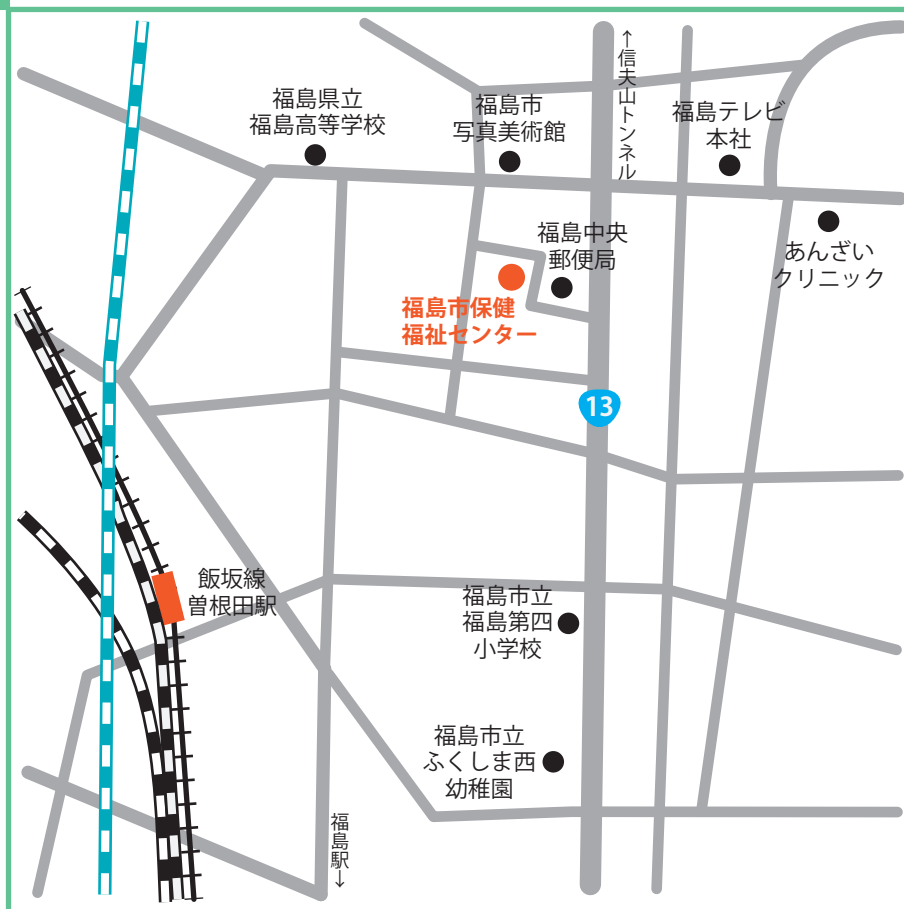 ↑信夫山トンネル
福島県立
福島高等学校
福島市
写真美術館
福島テレビ
本社
福島中央
郵便局
あんざい
クリニック
福島市保健
福祉センター
13
飯坂線
曽根田駅
福島市立
福島第四
小学校
福島市立
ふくしま西
幼稚園
福島駅↓